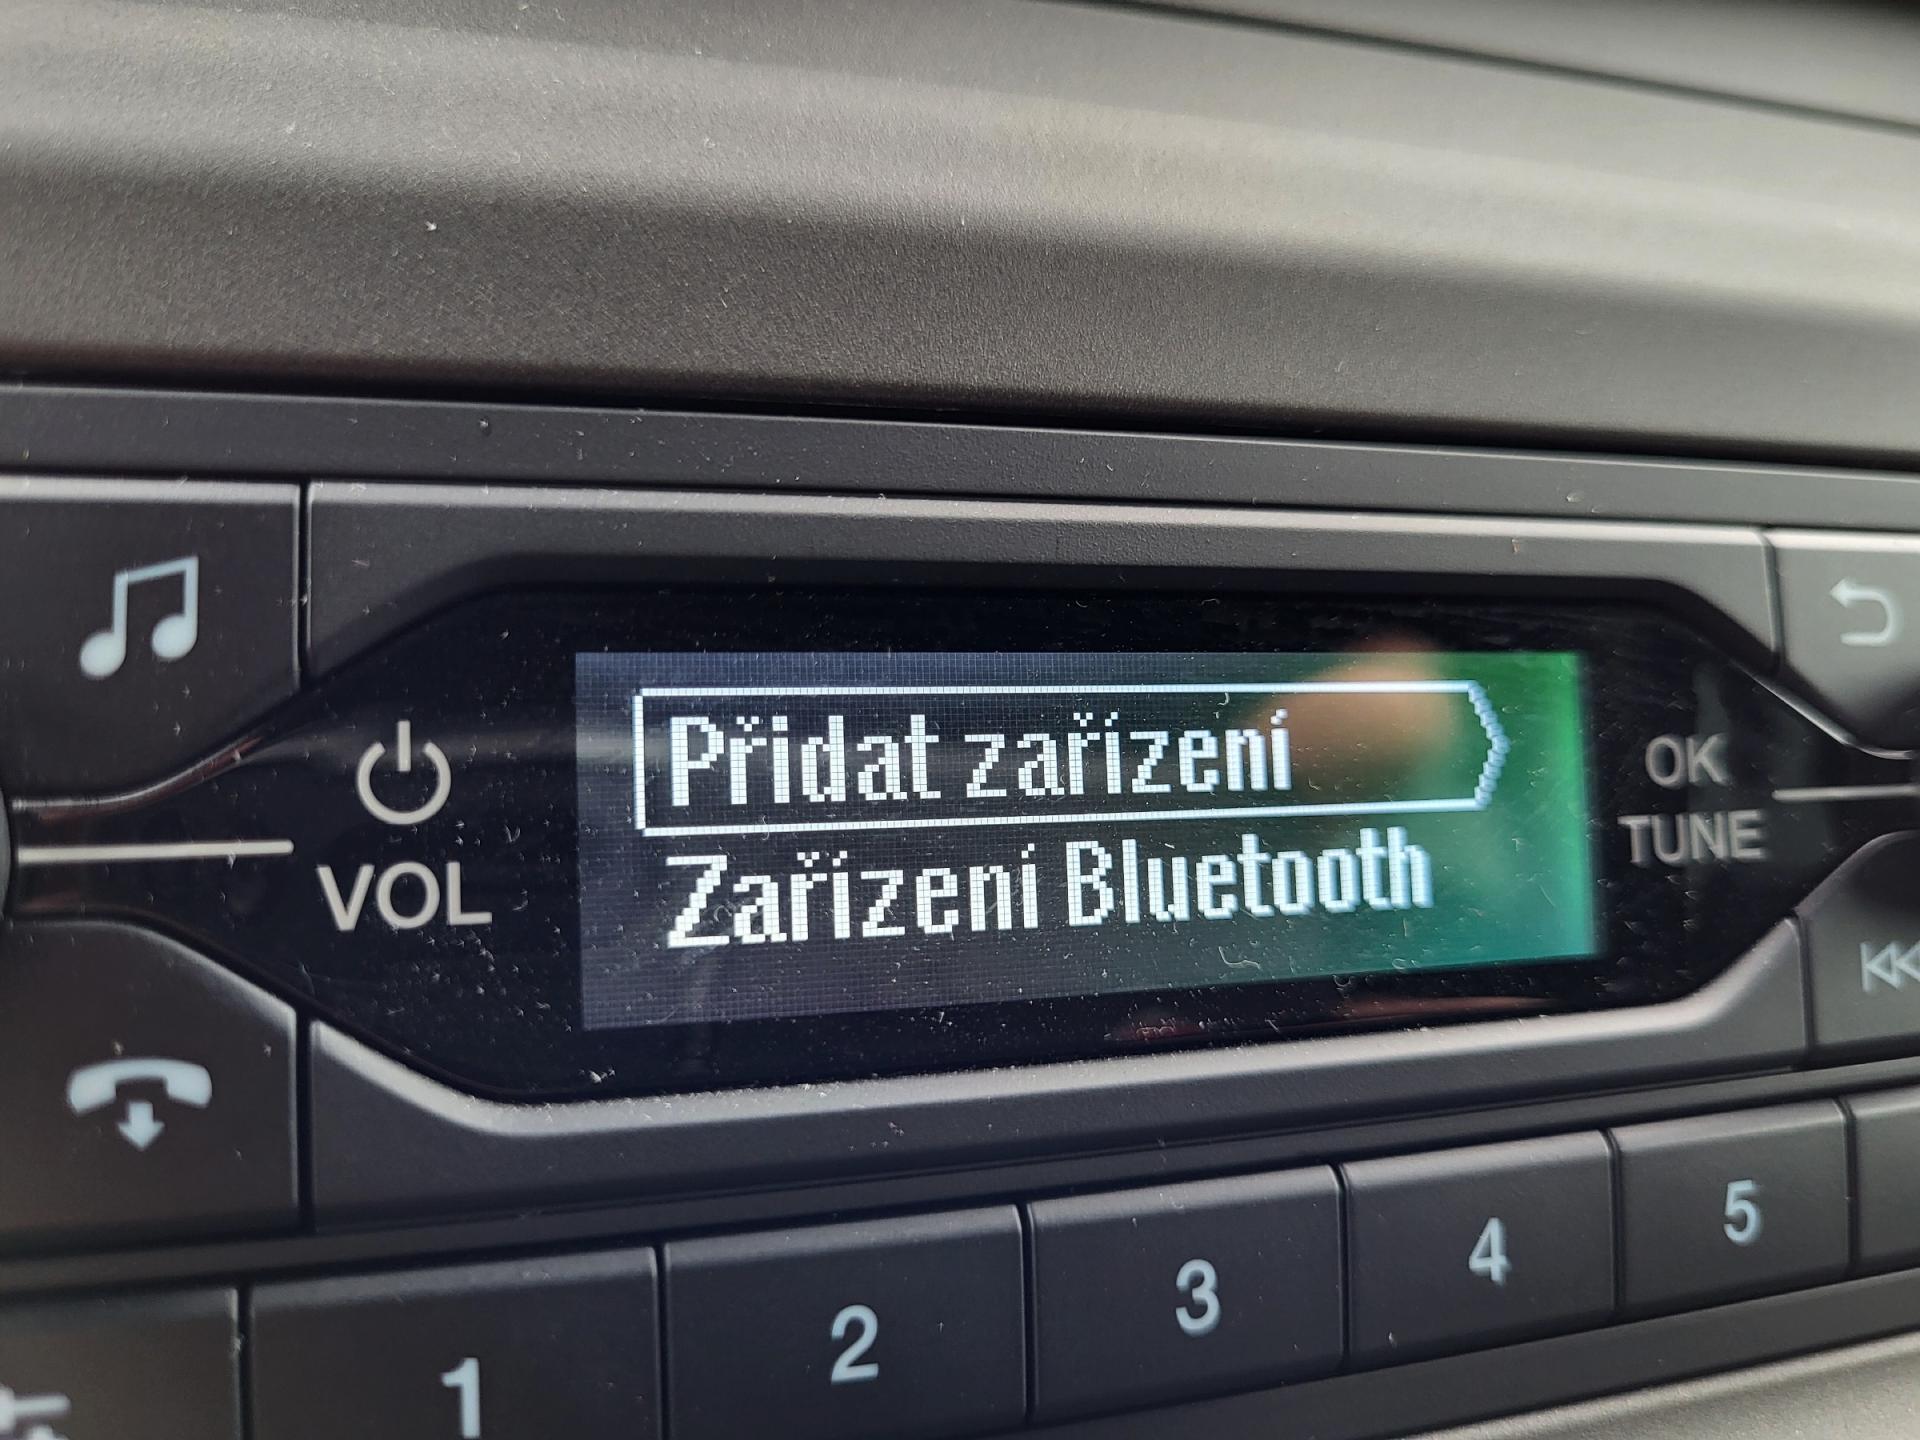 Přidat zařízení
Zařízení Bluetooth
VOL
OK
TUNE
1
2
3
4
5